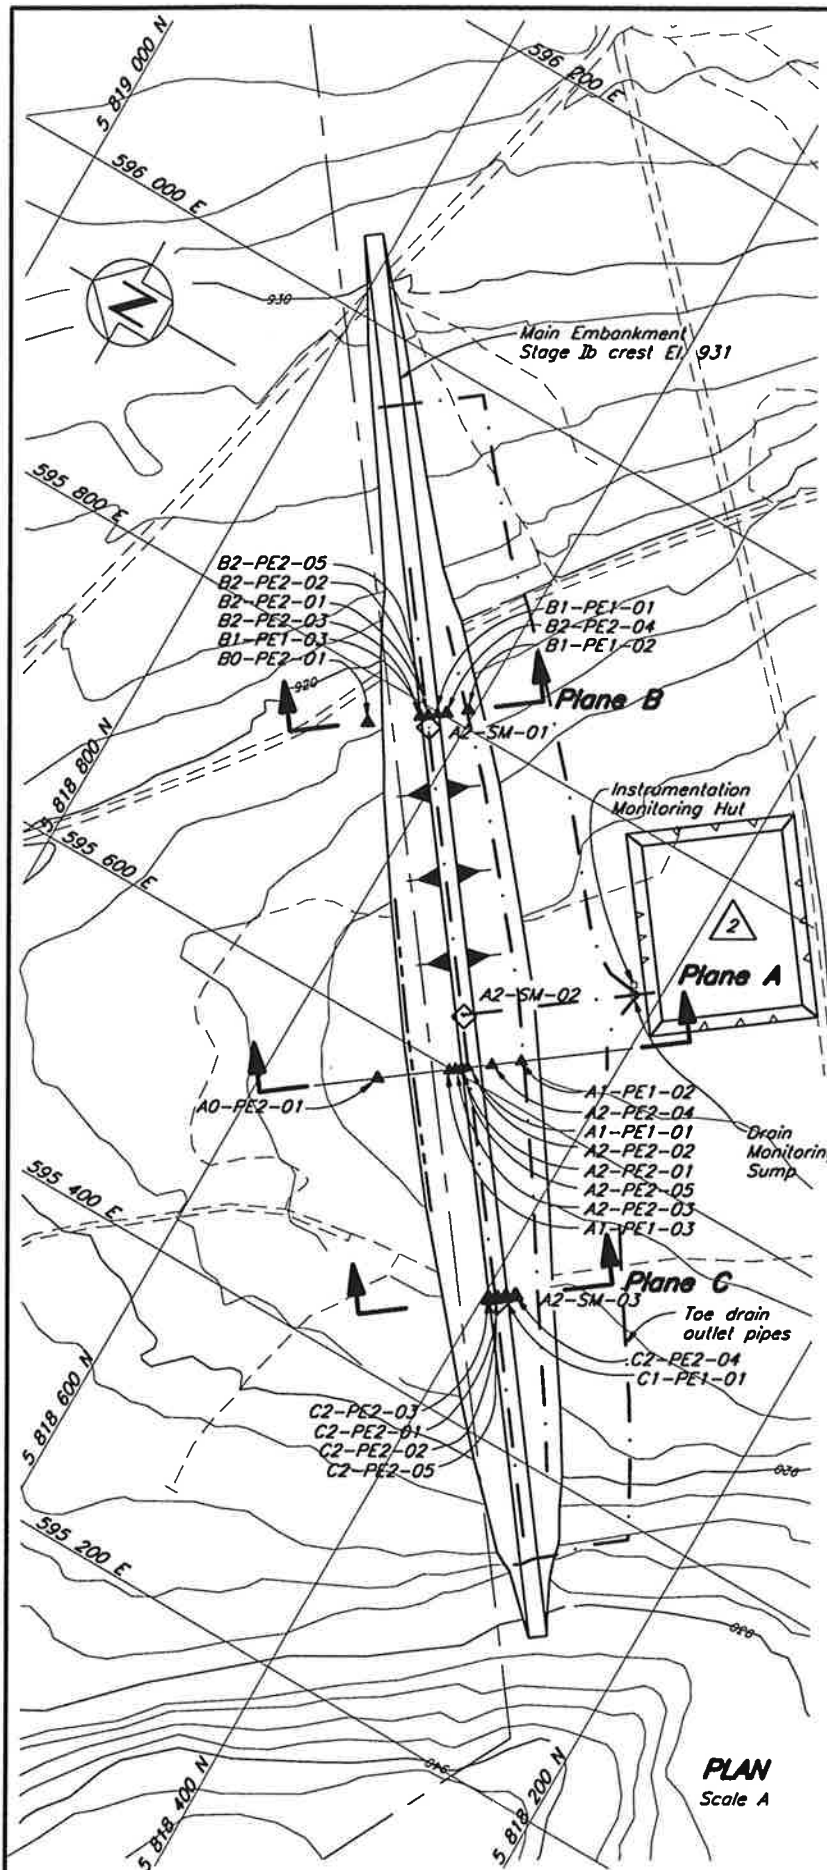 5 819 000 N
596 200 E
596 000 E
N
930
Main Embankment
Stage Ib crest El. 931
595 800 E
B2-PE2-05
B2-PE2-02
B2-PE2-01
B2-PE2-03
B1-PE1-03
B0-PE2-01
B1-PE1-01
B2-PE2-04
B1-PE1-02
920
Plane B
A2-SM-01
5 818 800 N
Instrumentation
Monitoring Hut
595 600 E
2
Plane A
A2-SM-02
A0-PE2-01
A1-PE1-02
A2-PE2-04
A1-PE1-01
A2-PE2-02
A2-PE2-01
A2-PE2-05
A2-PE2-03
A1-PE1-03
Drain
Monitoring
Sump
595 400 E
Plane C
A2-SM-03
Toe drain
outlet pipes
C2-PE2-04
C1-PE1-01
5 818 600 N
C2-PE2-03
C2-PE2-01
C2-PE2-02
C2-PE2-05
920
595 200 E
930
940
5 818 400 N
5 818 200 N
PLAN
Scale A